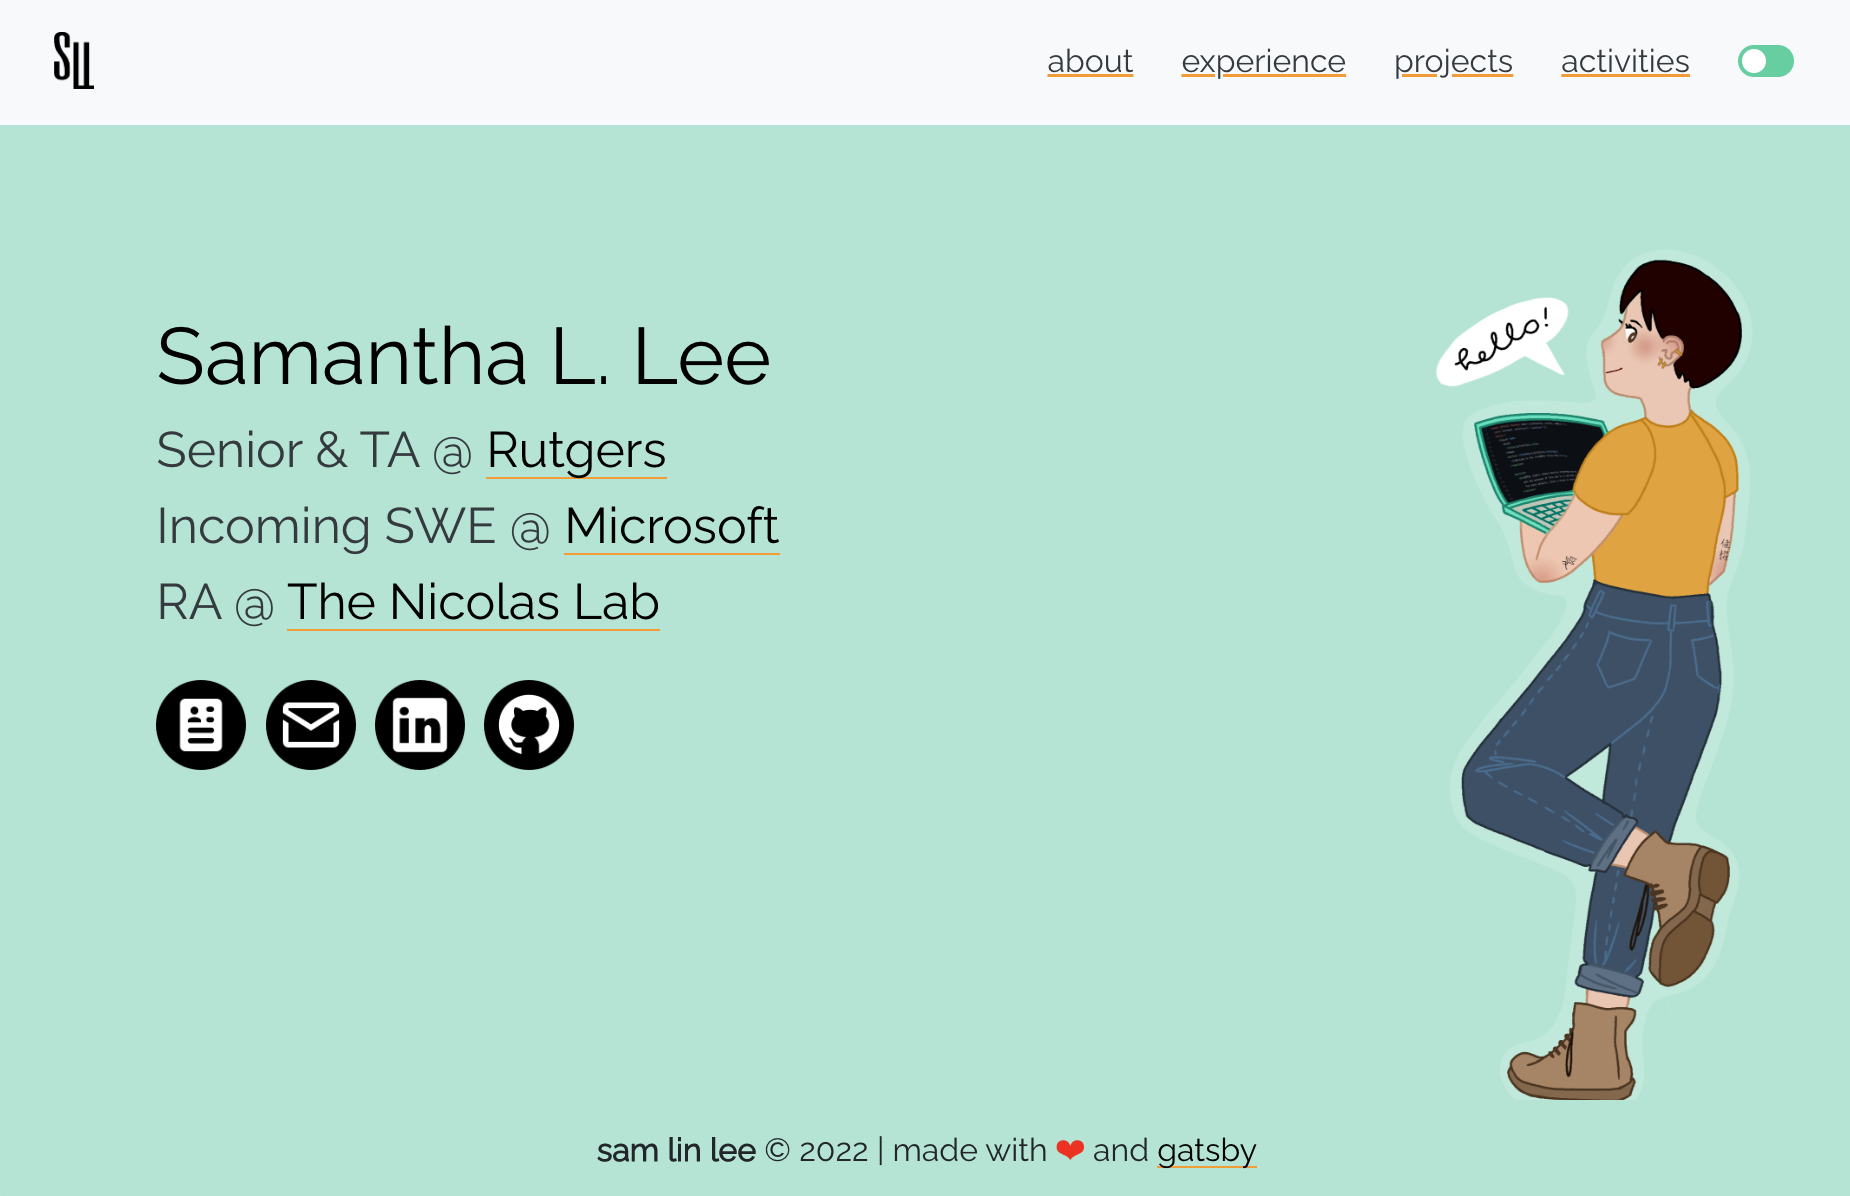 SLL
about experience projects activities
hello!
Samantha L. Lee
Senior & TA @ Rutgers
Incoming SWE @ Microsoft
RA @ The Nicolas Lab
in
sam lin lee © 2022 | made with ❤ and gatsby